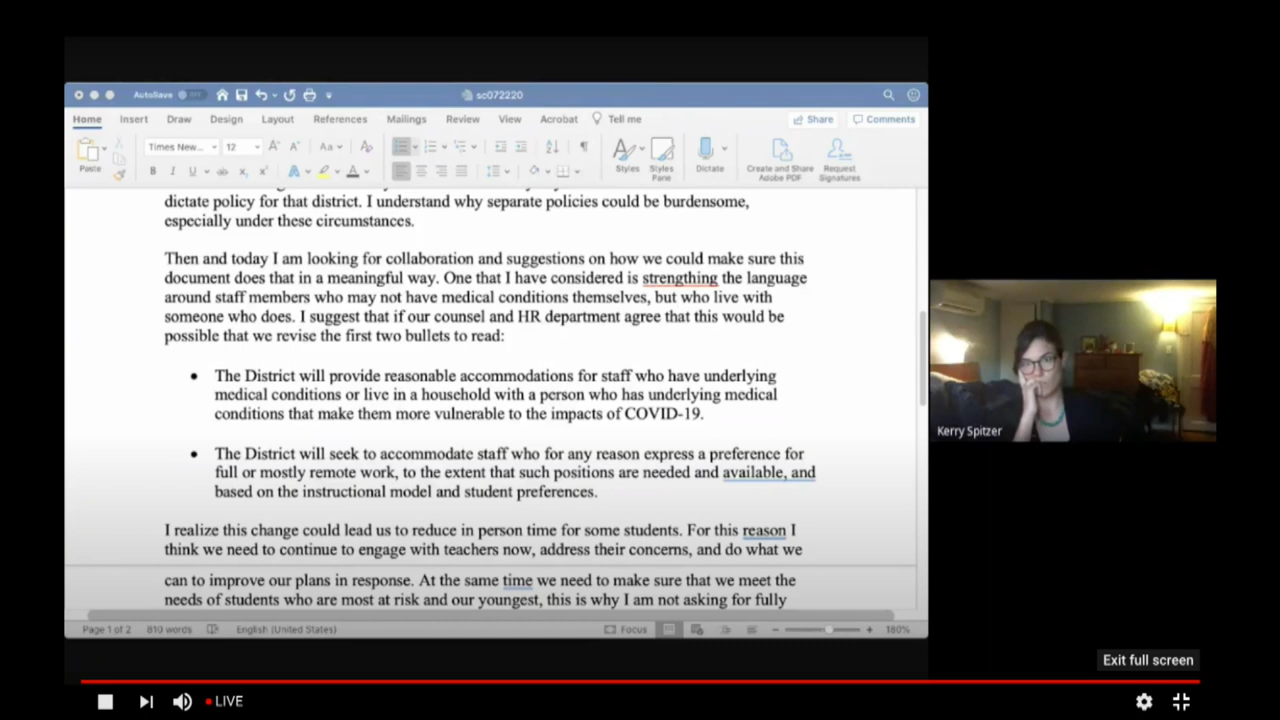 AutoSave OFF
sc072220
Home Insert Draw Design Layout References Mailings Review View Acrobat Tell me Share Comments
Times New... 12 Aa
Paste B I U ab x, x² A Styles Styles Pane Dictate Create and Share Adobe PDF Request Signatures
dictate policy for that district. I understand why separate policies could be burdensome,
especially under these circumstances.
Then and today I am looking for collaboration and suggestions on how we could make sure this
document does that in a meaningful way. One that I have considered is strengthing the language
around staff members who may not have medical conditions themselves, but who live with
someone who does. I suggest that if our counsel and HR department agree that this would be
possible that we revise the first two bullets to read:
• The District will provide reasonable accommodations for staff who have underlying
medical conditions or live in a household with a person who has underlying medical
conditions that make them more vulnerable to the impacts of COVID-19.
• The District will seek to accommodate staff who for any reason express a preference for
full or mostly remote work, to the extent that such positions are needed and available, and
based on the instructional model and student preferences.
I realize this change could lead us to reduce in person time for some students. For this reason I
think we need to continue to engage with teachers now, address their concerns, and do what we
can to improve our plans in response. At the same time we need to make sure that we meet the
needs of students who are most at risk and our youngest, this is why I am not asking for fully
Page 1 of 2 810 words English (United States) Focus 180%
Kerry Spitzer
Exit full screen
LIVE